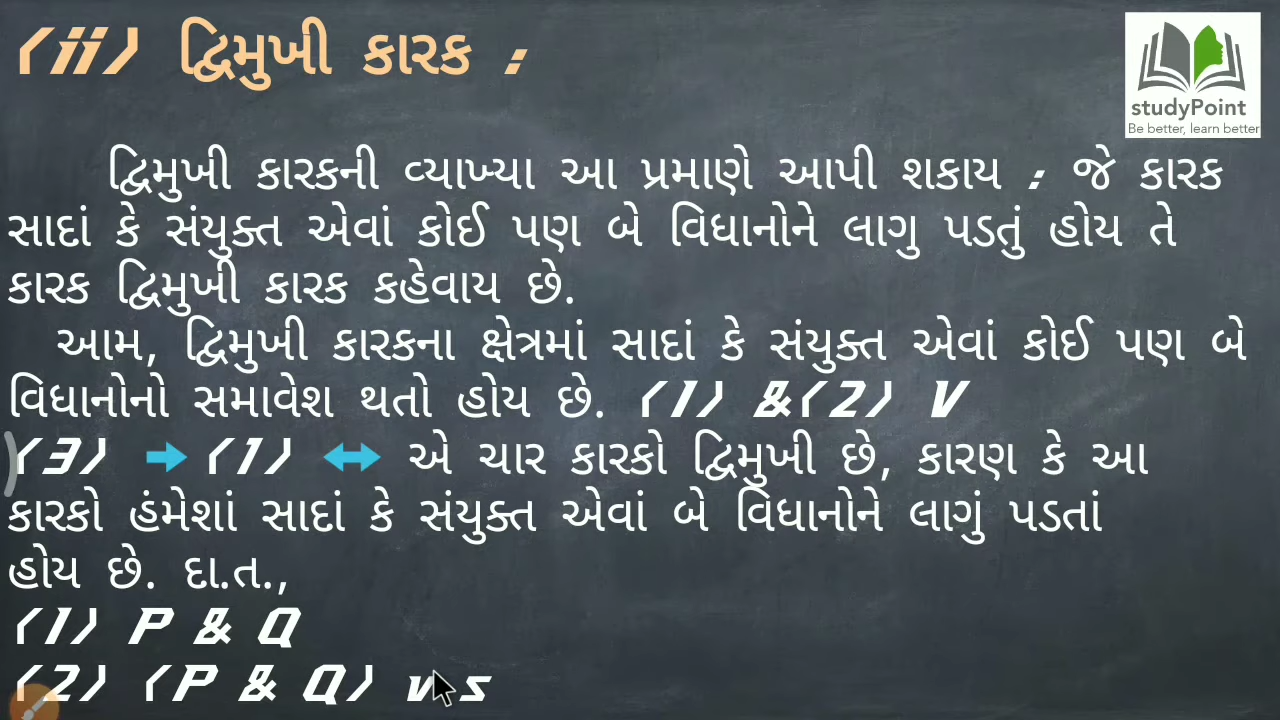 (ii) દ્વિમુખી કારક :
studyPoint
Be better, learn better
દ્વિમુખી કારકની વ્યાખ્યા આ પ્રમાણે આપી શકાય : જે કારક
સાદાં કે સંયુક્ત એવાં કોઈ પણ બે વિધાનોને લાગુ પડતું હોય તે
કારક દ્વિમુખી કારક કહેવાય છે.
આમ, દ્વિમુખી કારકના ક્ષેત્રમાં સાદાં કે સંયુક્ત એવાં કોઈ પણ બે
વિધાનોનો સમાવેશ થતો હોય છે. (1) &(2) V
(3) ➡ (1) ↔ એ ચાર કારકો દ્વિમુખી છે, કારણ કે આ
કારકો હંમેશાં સાદાં કે સંયુક્ત એવાં બે વિધાનોને લાગું પડતાં
હોય છે. દા.ત.,
(1) P & Q
(2) (P & Q) v s